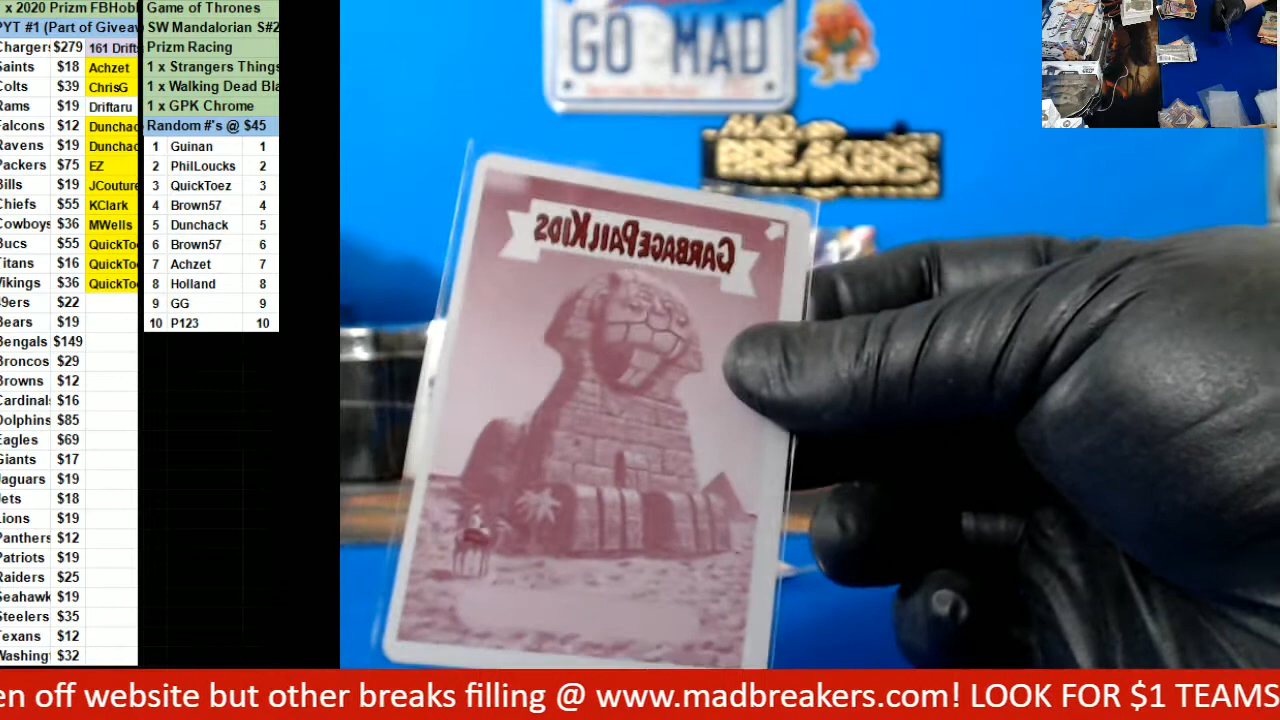 x 2020 Prizm FBHobl
PYT #1 (Part of Giveav
Chargers $279 161 Drift
Saints $18 Achzet
Colts $39 ChrisG
Rams $19 Driftaru
Falcons $12 Dunchac
Ravens $19 Dunchac
Packers $75 EZ
Bills $19 JCouture
Chiefs $55 KClark
Cowboys $36 MWells
Bucs $55 QuickToe
Titans $16 QuickToe
Vikings $36 QuickToe
49ers $22
Bears $19
Bengals $149
Broncos $29
Browns $12
Cardinals $16
Dolphins $85
Eagles $69
Giants $17
Jaguars $19
Jets $18
Lions $19
Panthers $12
Patriots $19
Raiders $25
Seahawk $19
Steelers $35
Texans $12
Washing $32
Game of Thrones
SW Mandalorian S#2
Prizm Racing
1 x Strangers Things
1 x Walking Dead Bla
1 x GPK Chrome
Random #'s @ $45
1 Guinan 1
2 PhilLoucks 2
3 QuickToez 3
4 Brown57 4
5 Dunchack 5
6 Brown57 6
7 Achzet 7
8 Holland 8
9 GG 9
10 P123 10
GO MAD
MAD
BREAKERS
GARBAGE PAIL KIDS
en off website but other breaks filling @ www.madbreakers.com! LOOK FOR $1 TEAMS